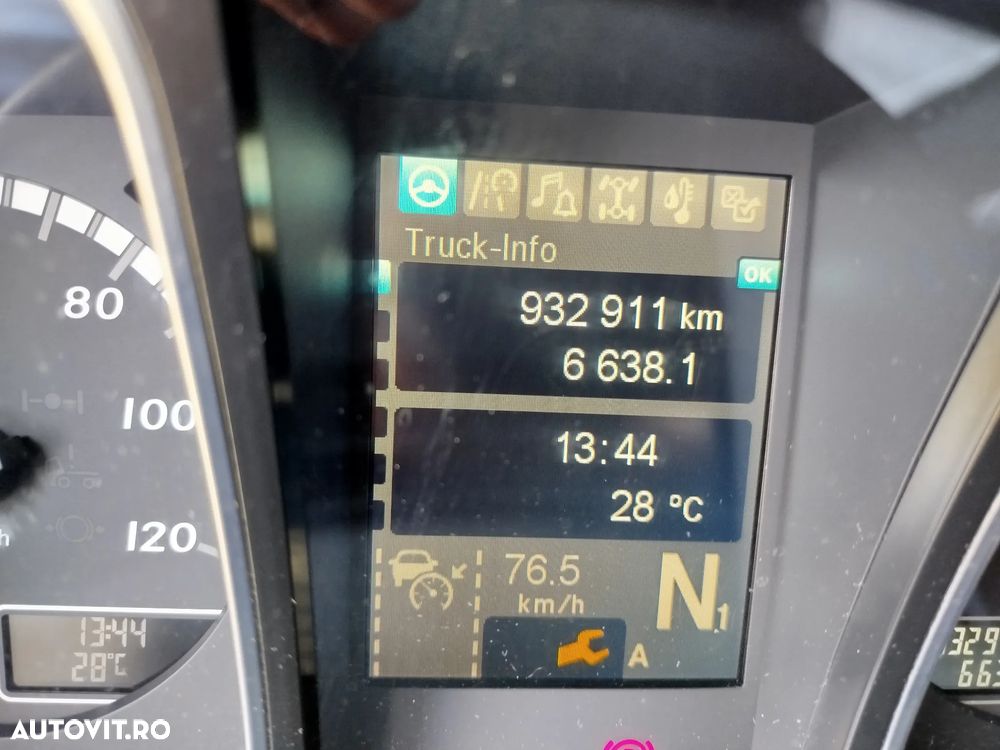 Truck-Info
OK
932 911 km
6 638.1
13:44
28 °C
76.5
km/h
N1
A
80
100
120
13:44
28°C
AUTOVIT.RO